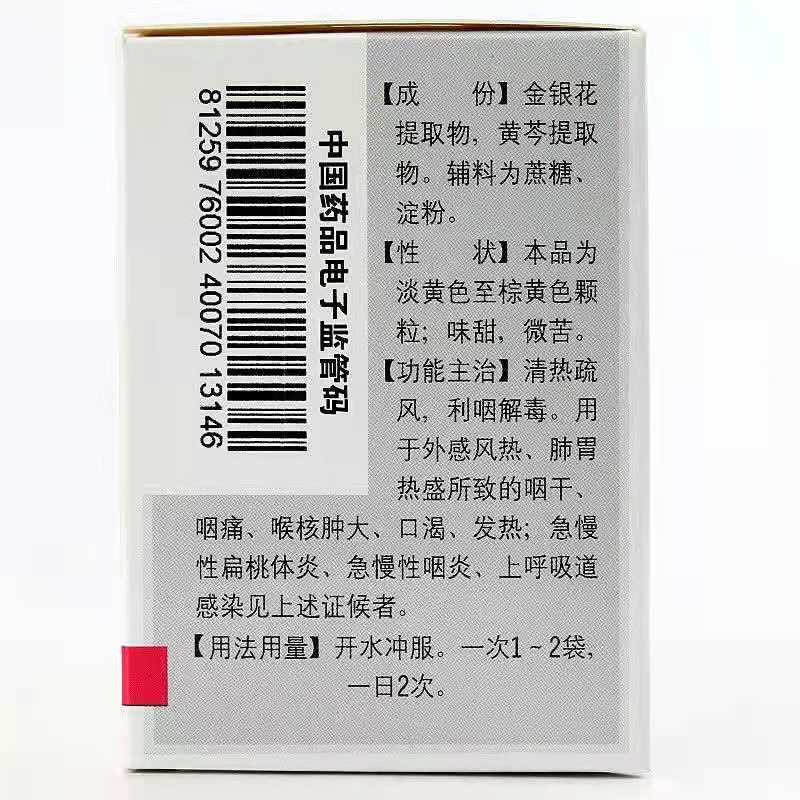 81259 76002 40070 13146
中国药品电子监管码
【成 份】金银花
提取物，黄芩提取
物。辅料为蔗糖、
淀粉。
【性 状】本品为
淡黄色至棕黄色颗
粒；味甜，微苦。
【功能主治】清热疏
风，利咽解毒。用
于外感风热、肺胃
热盛所致的咽干、
咽痛、喉核肿大、口渴、发热；急慢
性扁桃体炎、急慢性咽炎、上呼吸道
感染见上述证候者。
【用法用量】开水冲服。一次1～2袋，
一日2次。